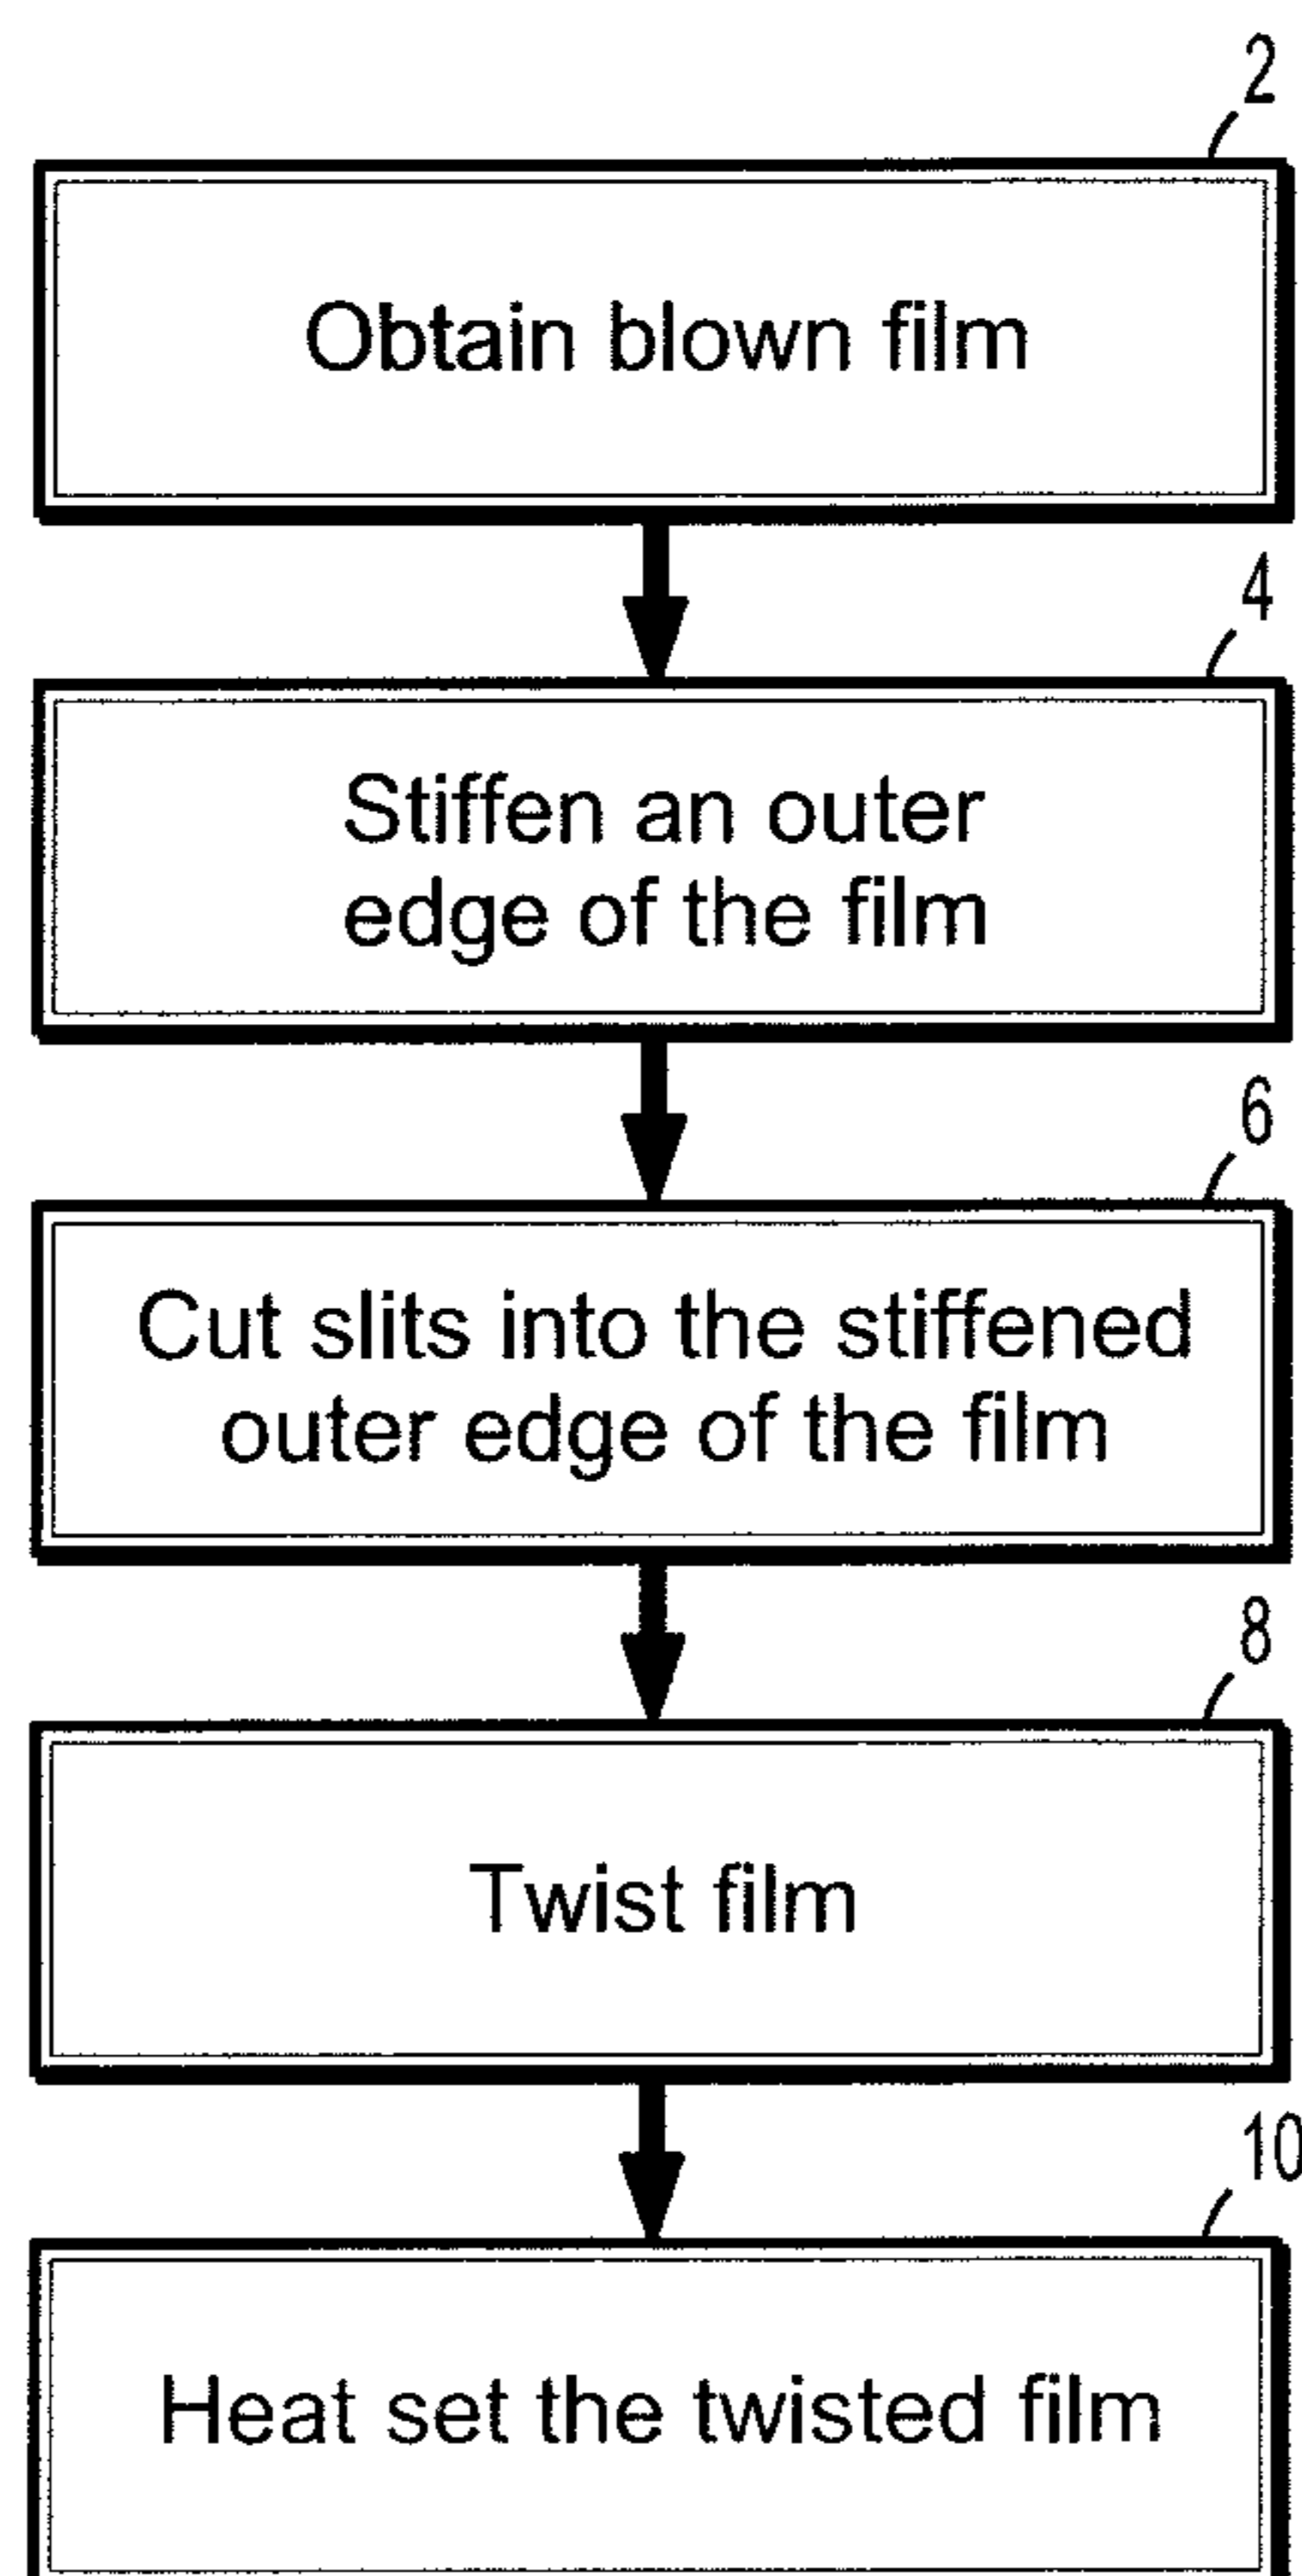 2
Obtain blown film
4
Stiffen an outer
edge of the film
6
Cut slits into the stiffened
outer edge of the film
8
Twist film
10
Heat set the twisted film